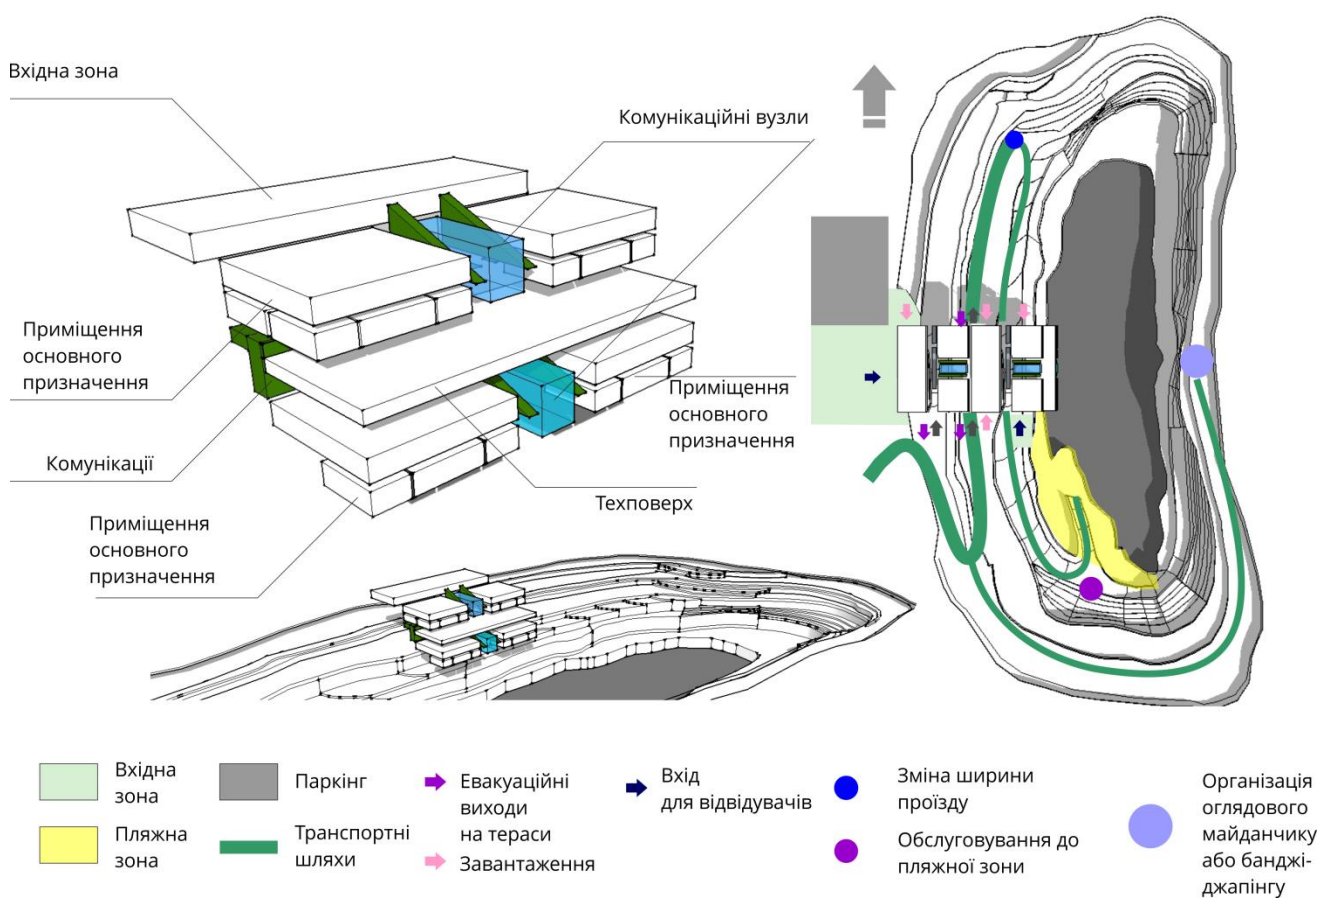 Вхідна зона
Комунікаційні вузли
Приміщення
основного
призначення
Приміщення
основного
призначення
Комунікації
Техповерх
Приміщення
основного
призначення
Вхідна
зона
Паркінг
Евакуаційні
виходи
на тераси
Вхід
для відвідувачів
Зміна ширини
проїзду
Організація
оглядового
майданчику
або банджі-
джапінгу
Пляжна
зона
Транспортні
шляхи
Завантаження
Обслуговування до
пляжної зони